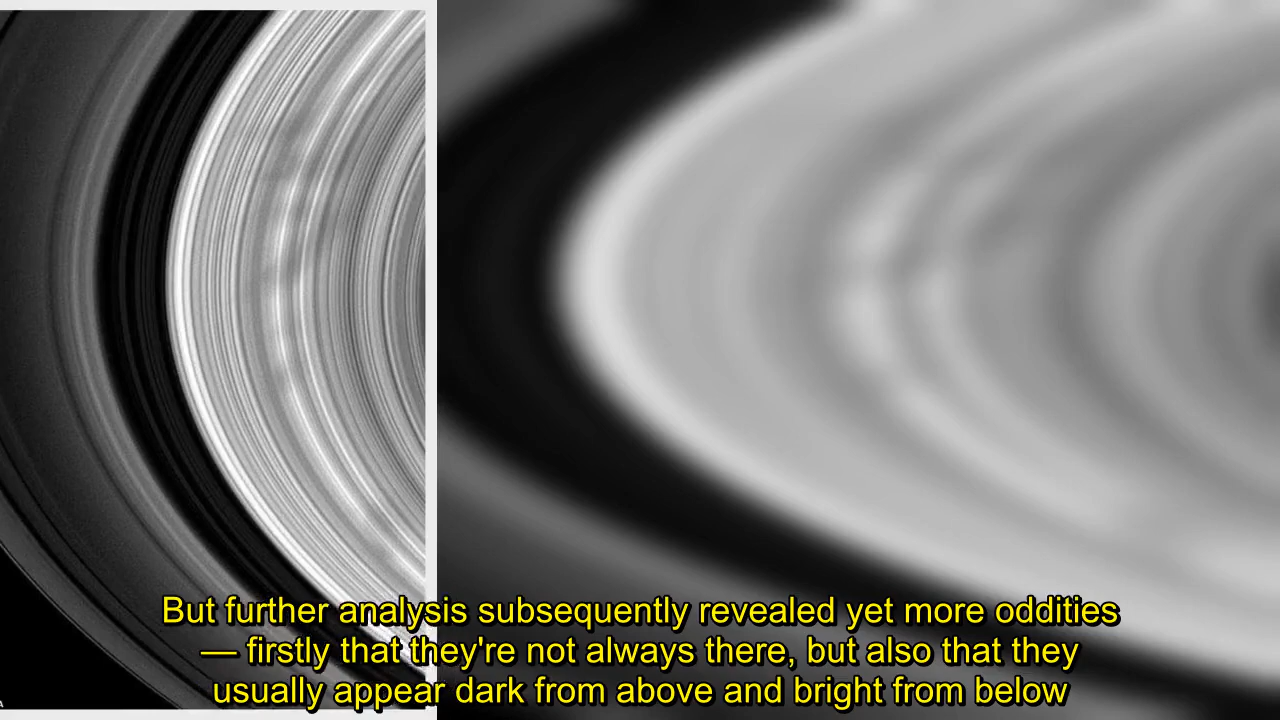 But further analysis subsequently revealed yet more oddities
— firstly that they're not always there, but also that they
usually appear dark from above and bright from below